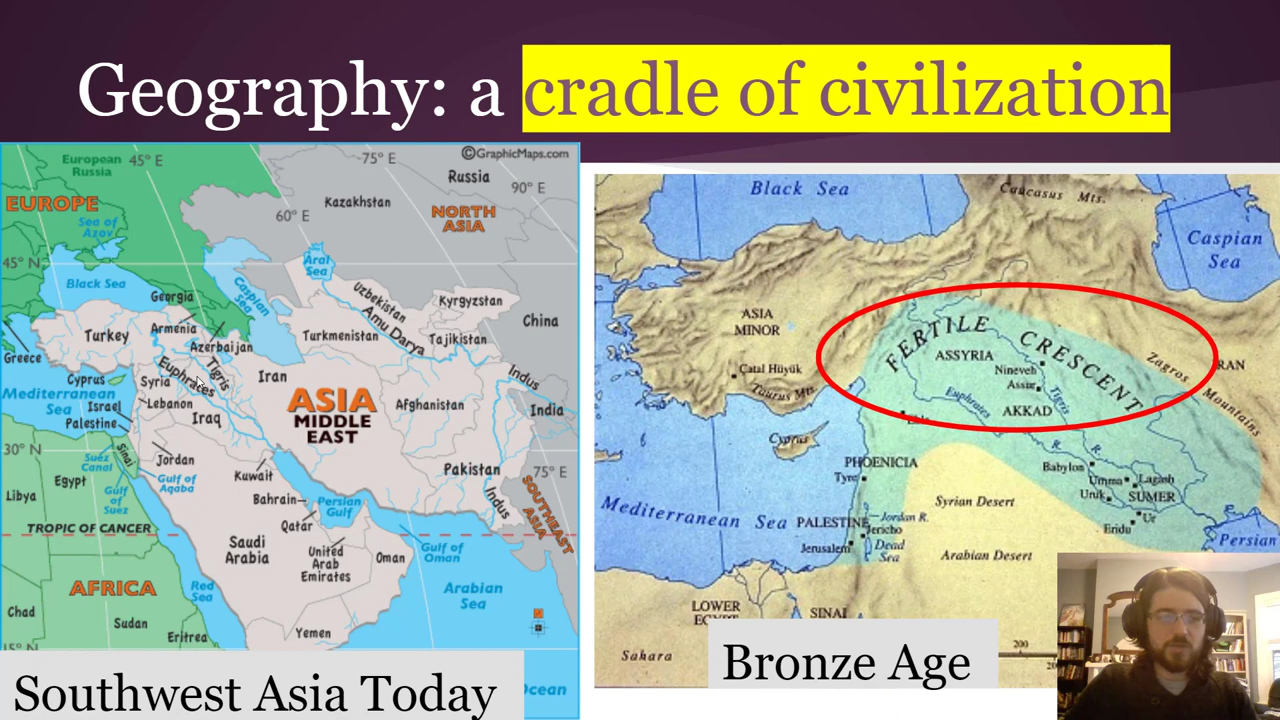 Geography: a cradle of civilization
©GraphicMaps.com
European
Russia
45° E
75° E
Russia
90° E
EUROPE
Sea of
Azov
60° E
Kazakhstan
NORTH
ASIA
45° N
Black Sea
Aral
Sea
Georgia
Caspian
Sea
Uzbekistan
Kyrgyzstan
Turkey
Armenia
Amu Darya
China
Azerbaijan
Turkmenistan
Tajikistan
Greece
Tigris
Cyprus
Syria
Euphrates
Iran
Indus
Mediterranean
Sea
Lebanon
ASIA
MIDDLE
EAST
Afghanistan
India
Israel
Iraq
Palestine
30° N
Sinai
Jordan
Suez
Canal
Egypt
Gulf of
Aqaba
Kuwait
Pakistan
75° E
Libya
Gulf
of
Suez
Bahrain
Persian
Gulf
Indus
SOUTHEAST
ASIA
Qatar
TROPIC OF CANCER
Saudi
Arabia
United
Arab
Emirates
Oman
Gulf of
Oman
AFRICA
Red
Sea
Arabian
Sea
Chad
Sudan
Eritrea
Yemen
15° N
Ocean
Southwest Asia Today
Black Sea
Caucasus Mts.
Caspian
Sea
ASIA
MINOR
FERTILE CRESCENT
ASSYRIA
Nineveh
Zagros Mountains
RAN
Çatal Hüyük
Assur
Taurus Mts.
Euphrates
Tigris
AKKAD
Cyprus
R.
R.
PHOENICIA
Babylon
Tyre
Umma
Lagash
Uruk
SUMER
Syrian Desert
Ur
Mediterranean Sea
PALESTINE
Jordan R.
Jericho
Eridu
Jerusalem
Dead
Sea
Arabian Desert
Persian
LOWER
SINAI
200
Sahara
Bronze Age